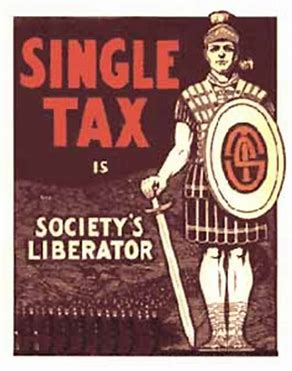 SINGLE
TAX
IS
SOCIETY'S
LIBERATOR